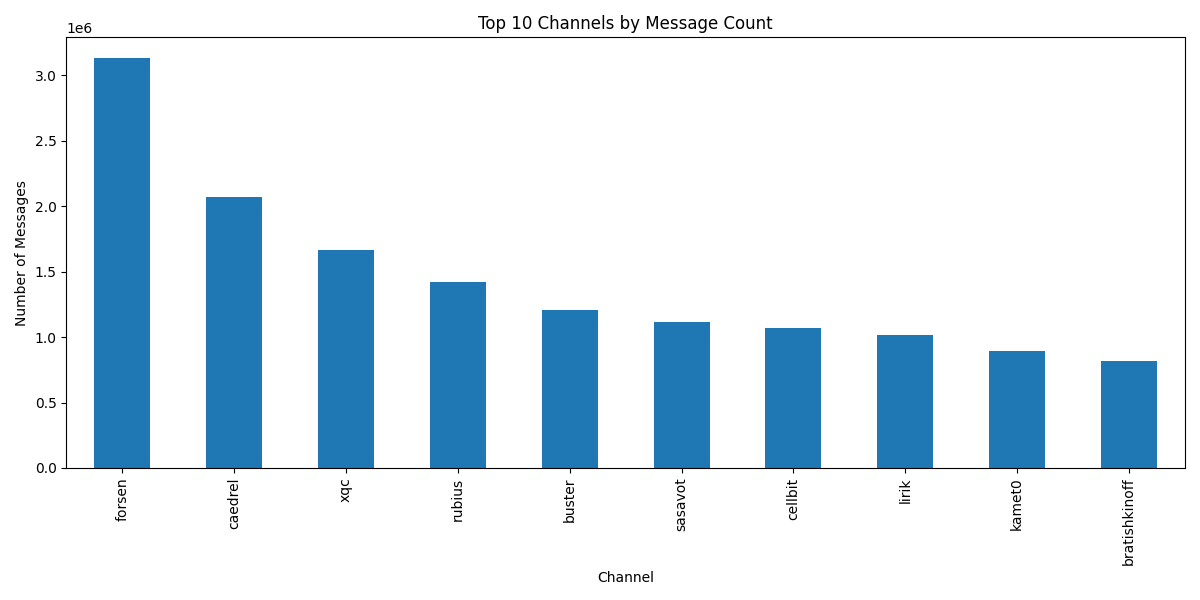 Top 10 Channels by Message Count
1e6
3.0
2.5
2.0
1.5
1.0
0.5
0.0
Number of Messages
forsen
caedrel
xqc
rubius
buster
sasavot
cellbit
lirik
kamet0
bratishkinoff
Channel